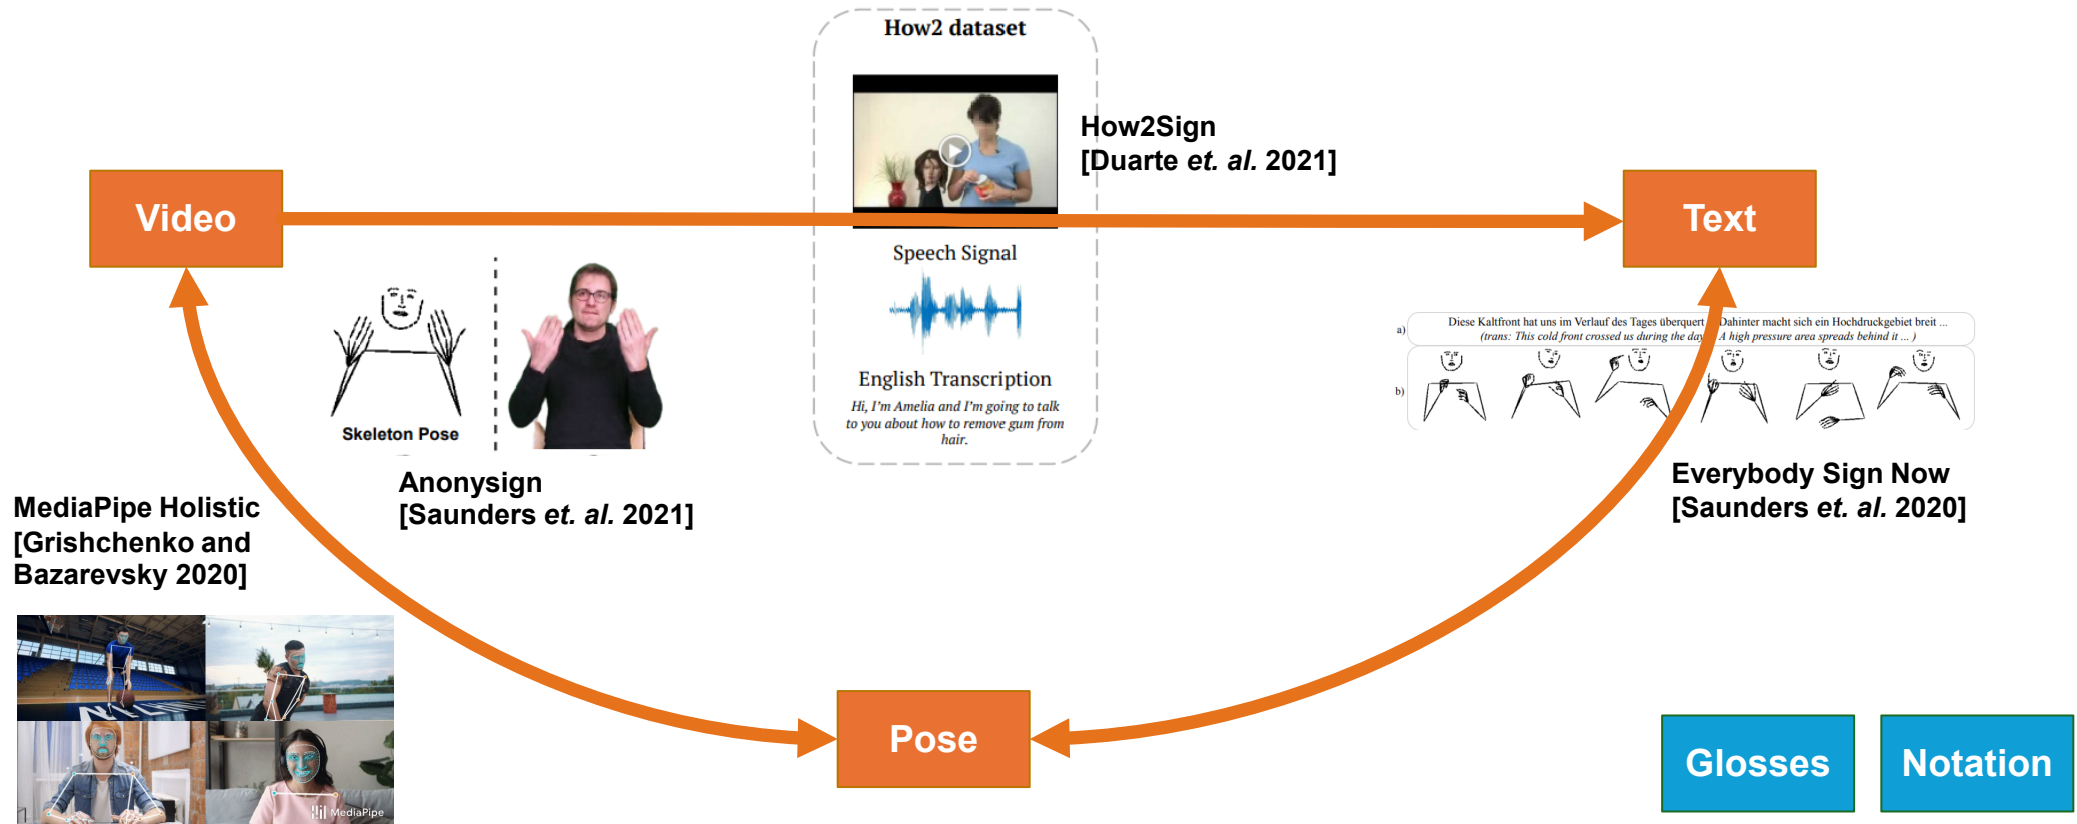 How2 dataset
How2Sign
[Duarte et. al. 2021]
Video
Text
Speech Signal
English Transcription
Hi, I'm Amelia and I'm going to talk
to you about how to remove gum from
hair.
Skeleton Pose
Anonysign
[Saunders et. al. 2021]
a)
Diese Kaltfront hat uns im Verlauf des Tages überquert Dahinter macht sich ein Hochdruckgebiet breit ...
(trans: This cold front crossed us during the day A high pressure area spreads behind it ... )
b)
Everybody Sign Now
[Saunders et. al. 2020]
MediaPipe Holistic
[Grishchenko and
Bazarevsky 2020]
MediaPipe
Pose
Glosses
Notation